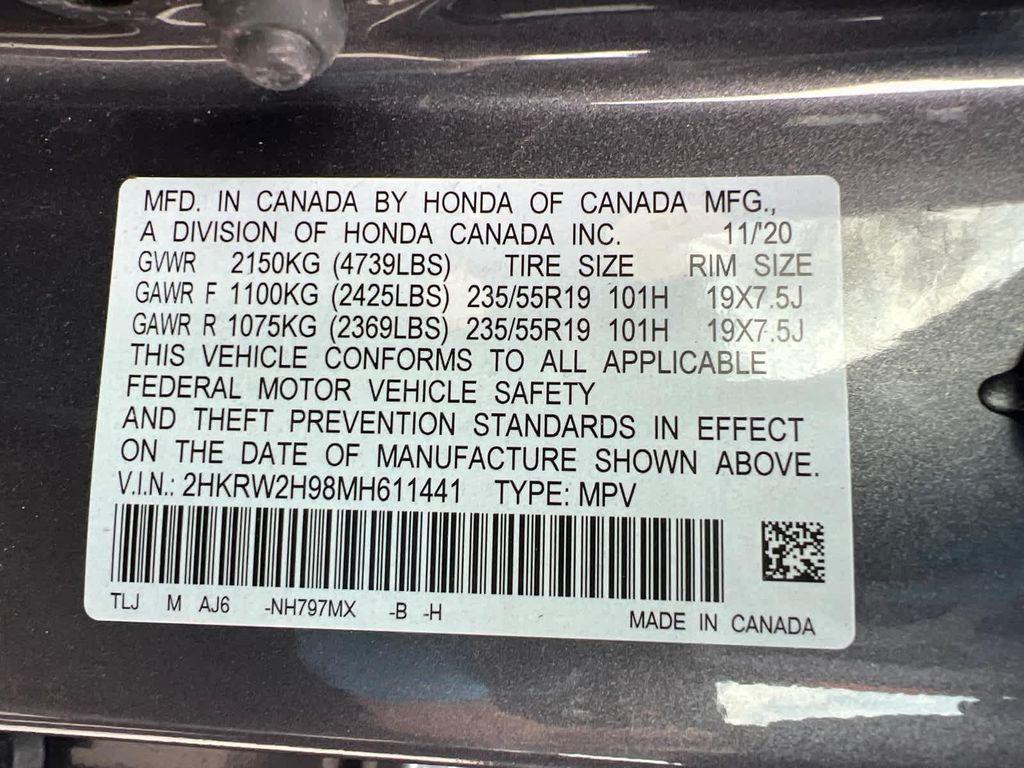 MFD. IN CANADA BY HONDA OF CANADA MFG.,
A DIVISION OF HONDA CANADA INC. 11/'20
GVWR 2150KG (4739LBS) TIRE SIZE RIM SIZE
GAWR F 1100KG (2425LBS) 235/55R19 101H 19X7.5J
GAWR R 1075KG (2369LBS) 235/55R19 101H 19X7.5J
THIS VEHICLE CONFORMS TO ALL APPLICABLE
FEDERAL MOTOR VEHICLE SAFETY
AND THEFT PREVENTION STANDARDS IN EFFECT
ON THE DATE OF MANUFACTURE SHOWN ABOVE.
V.I.N.: 2HKRW2H98MH611441 TYPE: MPV
TLJ M AJ6 -NH797MX -B -H MADE IN CANADA